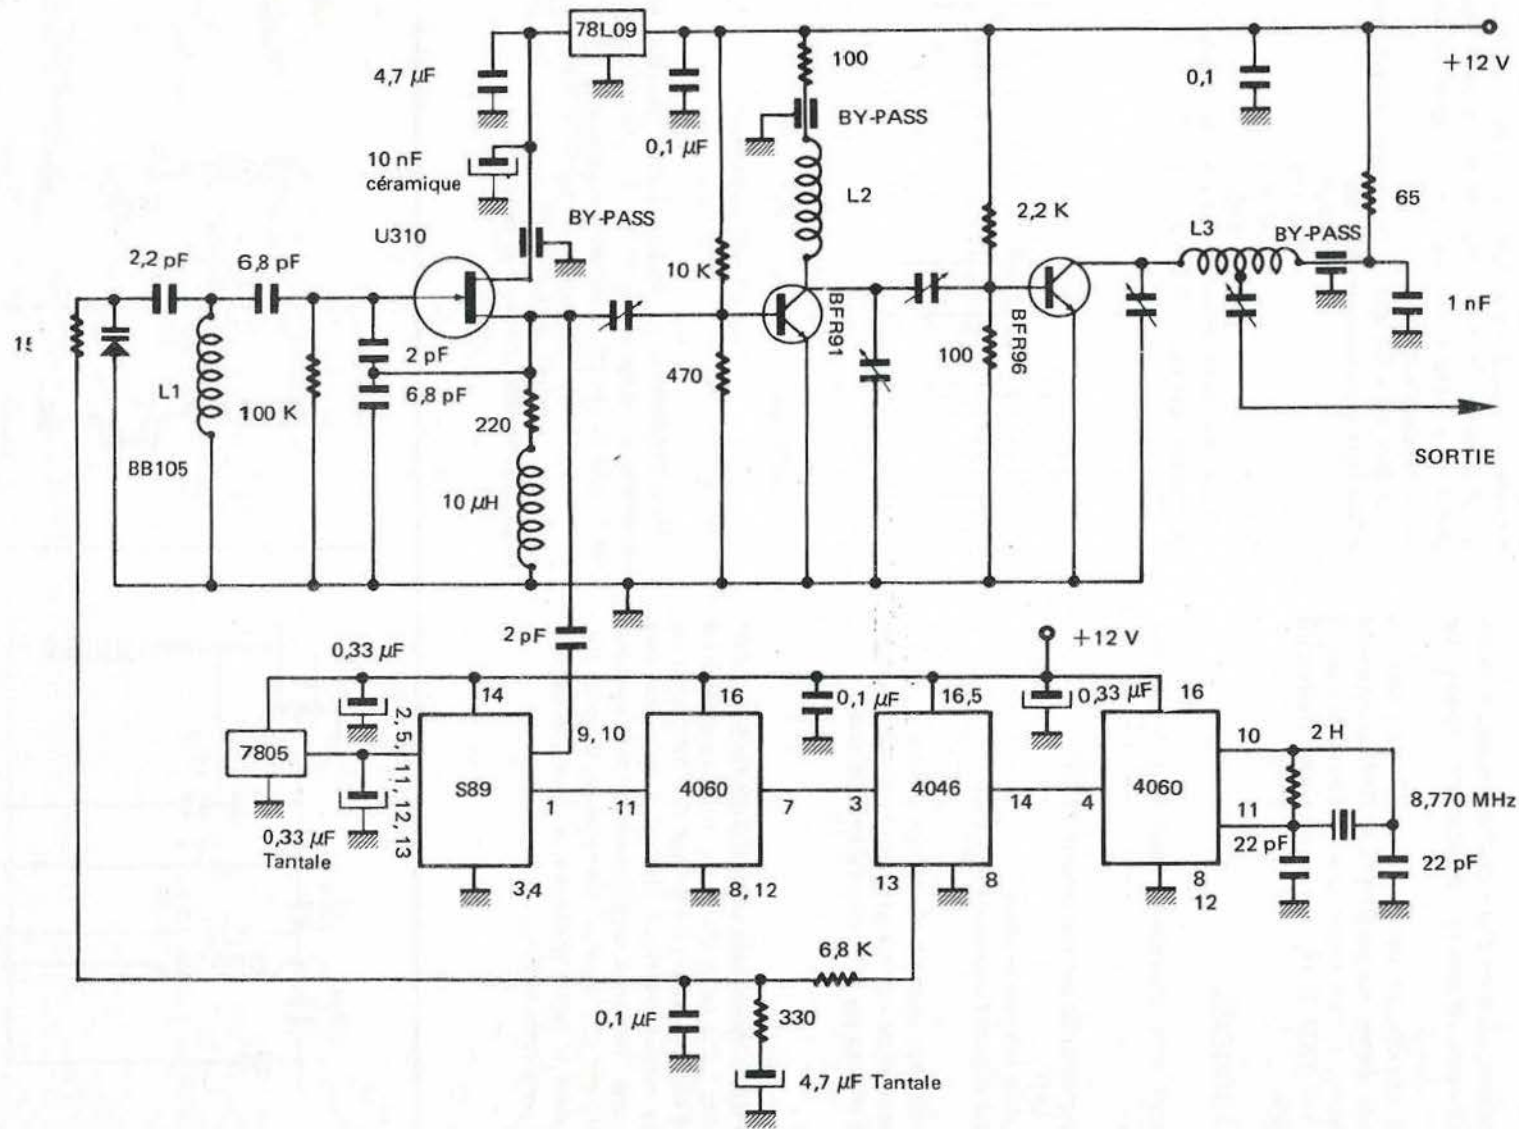 78L09
+12 V
4,7 µF
100
0,1
BY-PASS
0,1 µF
10 nF
céramique
65
L2
BY-PASS
2,2 K
U310
L3
BY-PASS
2,2 pF
6,8 pF
10 K
BFR91
BFR96
1 nF
2 pF
100
470
L1
6,8 pF
100 K
220
SORTIE
BB105
10 µH
2 pF
+12 V
0,33 µF
14
16
0,1 µF
16,5
0,33 µF
16
2, 5, 11, 12, 13
9, 10
10
2 H
7805
S89
4060
4046
4060
8,770 MHz
1
11
7
3
14
4
11
22 pF
22 pF
0,33 µF
Tantale
3,4
8, 12
13
8
8
12
6,8 K
0,1 µF
330
4,7 µF Tantale